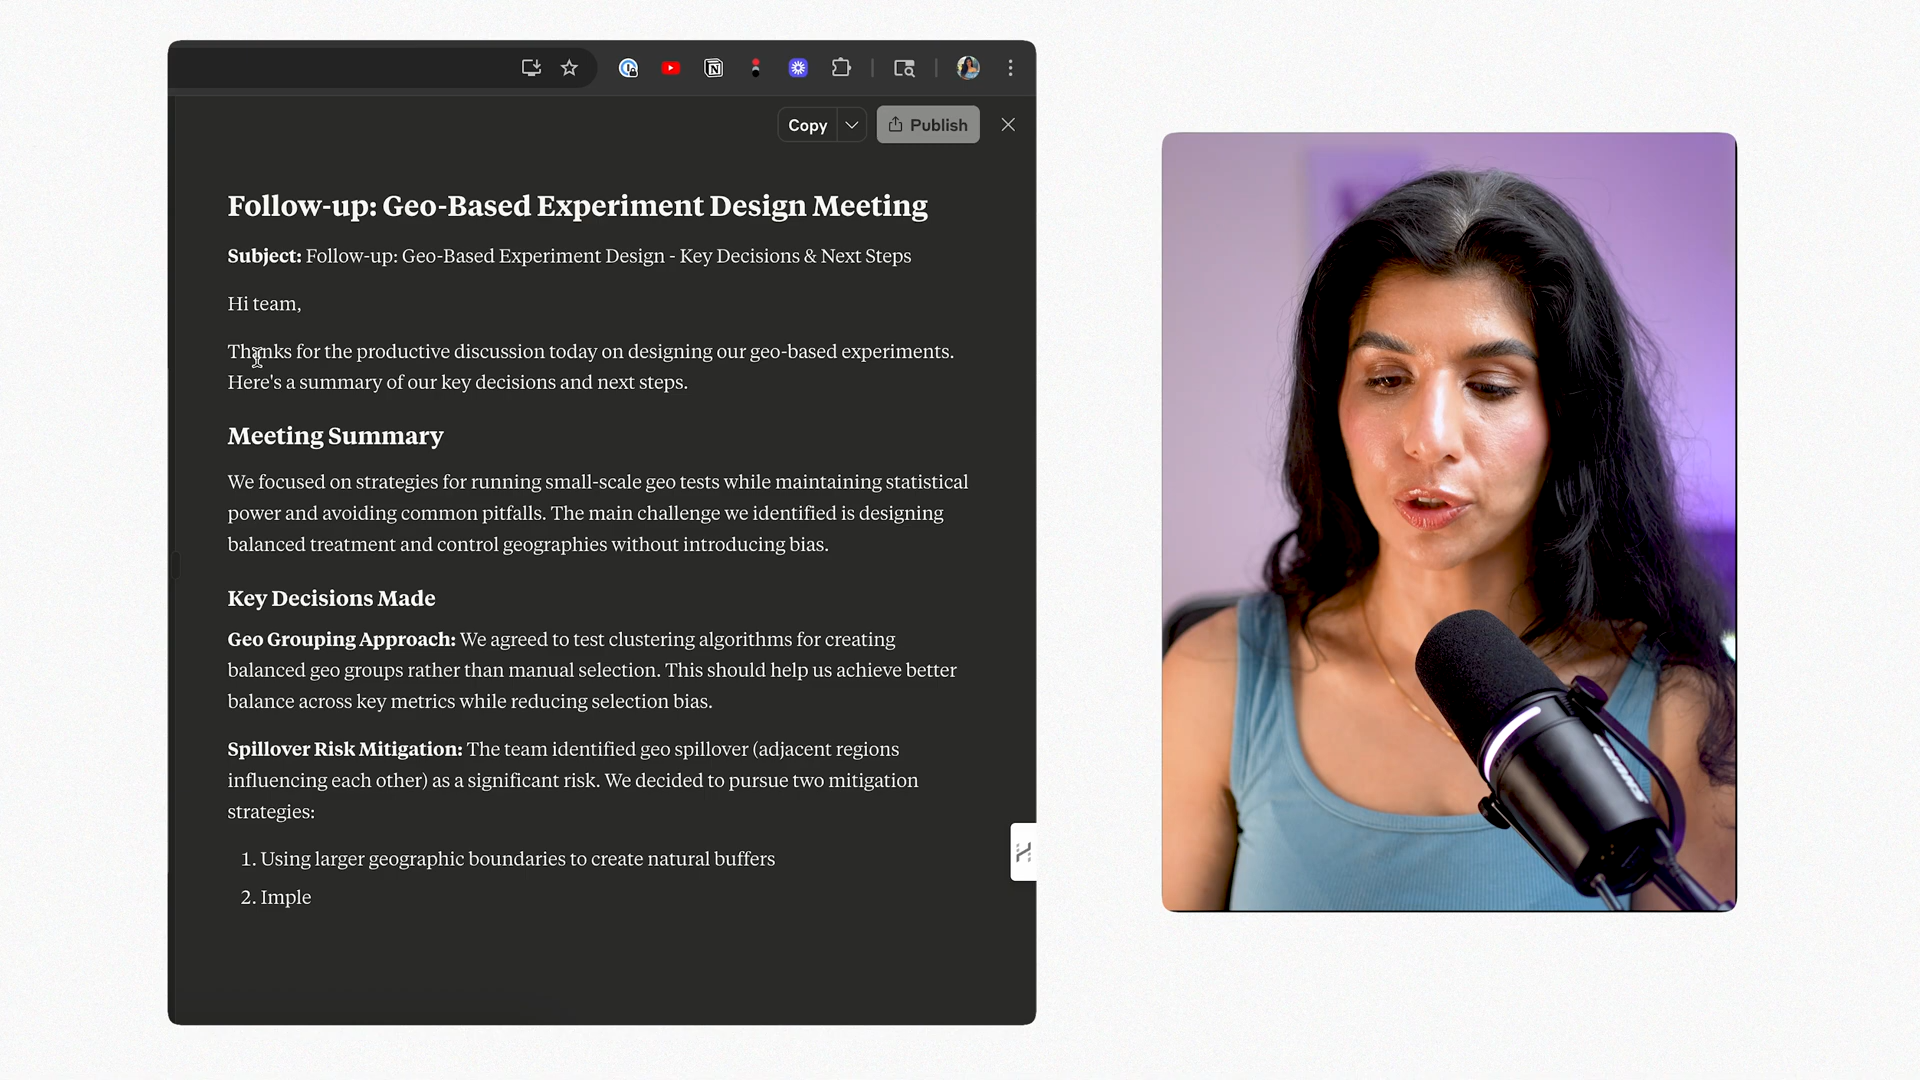 Copy
Publish
Follow-up: Geo-Based Experiment Design Meeting
Subject: Follow-up: Geo-Based Experiment Design - Key Decisions & Next Steps
Hi team,
Thanks for the productive discussion today on designing our geo-based experiments.
Here's a summary of our key decisions and next steps.
Meeting Summary
We focused on strategies for running small-scale geo tests while maintaining statistical
power and avoiding common pitfalls. The main challenge we identified is designing
balanced treatment and control geographies without introducing bias.
Key Decisions Made
Geo Grouping Approach: We agreed to test clustering algorithms for creating
balanced geo groups rather than manual selection. This should help us achieve better
balance across key metrics while reducing selection bias.
Spillover Risk Mitigation: The team identified geo spillover (adjacent regions
influencing each other) as a significant risk. We decided to pursue two mitigation
strategies:
1. Using larger geographic boundaries to create natural buffers
2. Imple